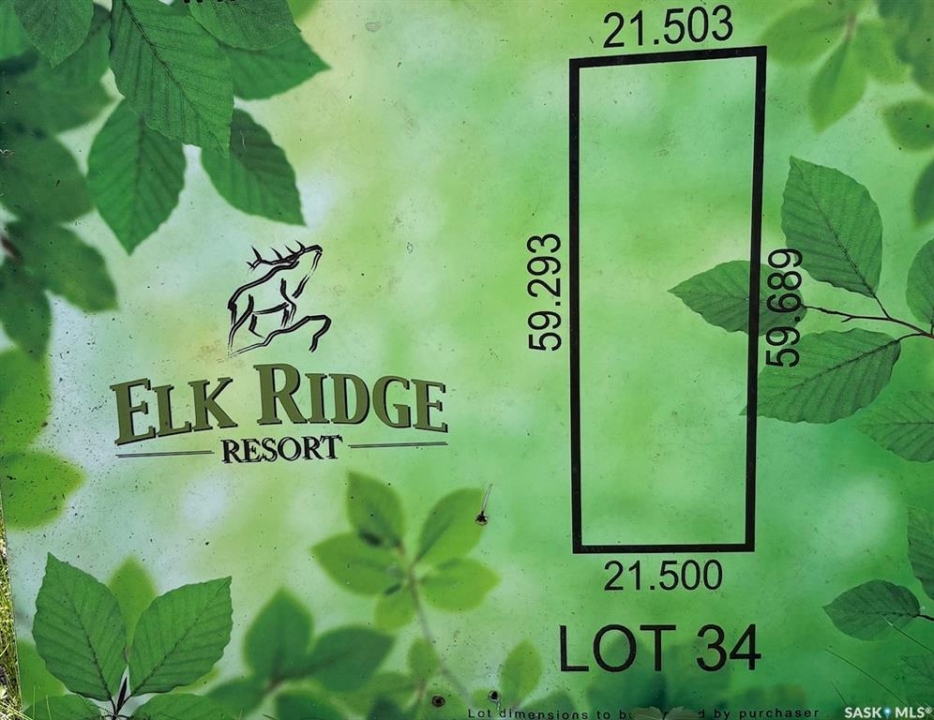 21.503
59.293
59.689
ELK RIDGE
RESORT
21.500
LOT 34
Lot dimensions to by purchaser
SASK MLS®